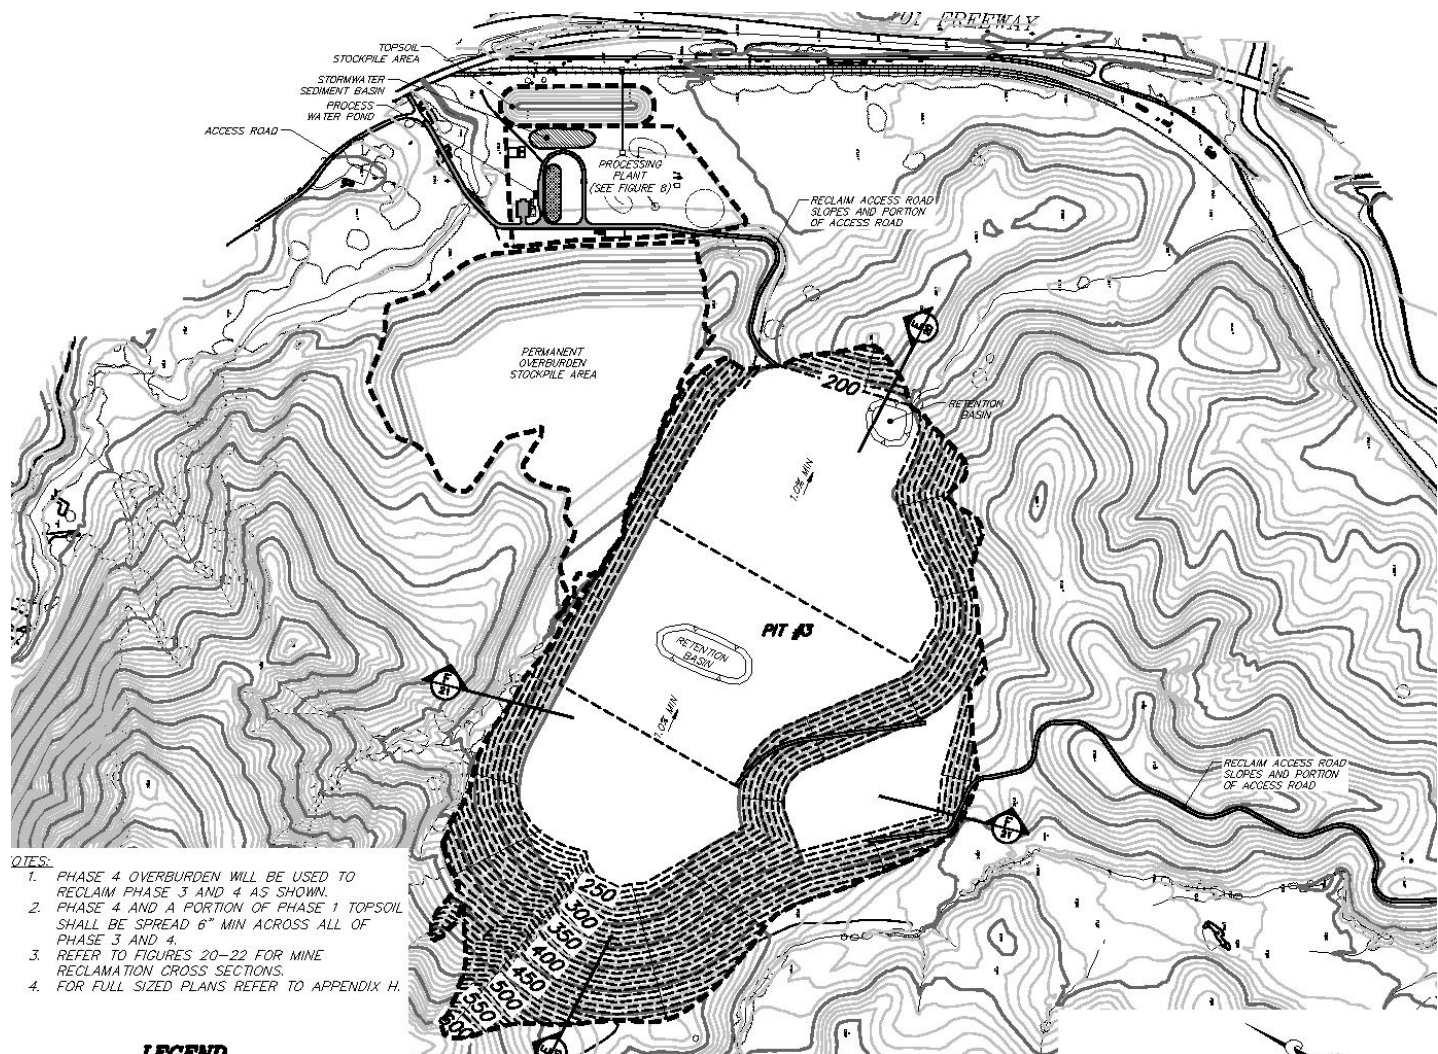 01 FREEWAY
TOPSOIL
STOCKPILE AREA
STORMWATER
SEDIMENT BASIN
PROCESS
WATER POND
ACCESS ROAD
PROCESSING
PLANT
(SEE FIGURE 8)
RECLAIM ACCESS ROAD
SLOPES AND PORTION
OF ACCESS ROAD
PERMANENT
OVERBURDEN
STOCKPILE AREA
200
RETENTION
BASIN
1.0% MIN
PIT #3
RETENTION
BASIN
F
21
1.0% MIN
RECLAIM ACCESS ROAD
SLOPES AND PORTION
OF ACCESS ROAD
F
21
250
300
350
400
450
500
550
600
OTES:
1. PHASE 4 OVERBURDEN WILL BE USED TO
RECLAIM PHASE 3 AND 4 AS SHOWN.
2. PHASE 4 AND A PORTION OF PHASE 1 TOPSOIL
SHALL BE SPREAD 6" MIN ACROSS ALL OF
PHASE 3 AND 4.
3. REFER TO FIGURES 20-22 FOR MINE
RECLAMATION CROSS SECTIONS.
4. FOR FULL SIZED PLANS REFER TO APPENDIX H.
LEGEND